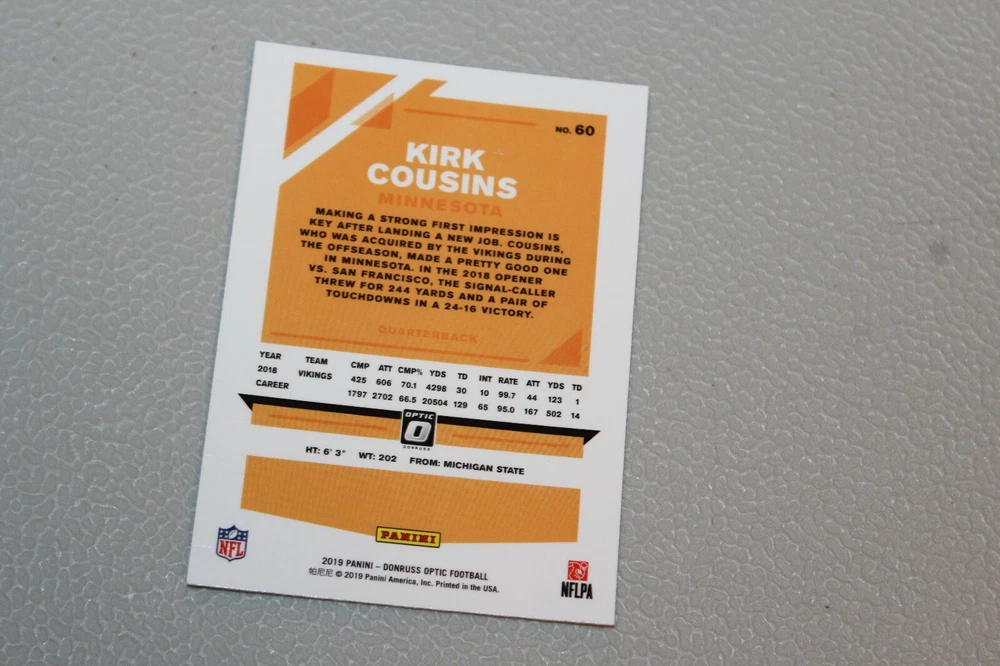 NO. 60
KIRK
COUSINS
MINNESOTA
MAKING A STRONG FIRST IMPRESSION IS
KEY AFTER LANDING A NEW JOB. COUSINS,
WHO WAS ACQUIRED BY THE VIKINGS DURING
THE OFFSEASON, MADE A PRETTY GOOD ONE
IN MINNESOTA. IN THE 2018 OPENER
VS. SAN FRANCISCO, THE SIGNAL-CALLER
THREW FOR 244 YARDS AND A PAIR OF
TOUCHDOWNS IN A 24-16 VICTORY.
QUARTERBACK
YEAR TEAM CMP ATT CMP% YDS TD INT RATE ATT YDS TD
2018 VIKINGS 425 606 70.1 4298 30 10 99.7 44 123 1
CAREER 1797 2702 66.5 20504 129 65 95.0 167 502 14
OPTIC
O
DONRUSS
HT: 6' 3" WT: 202 FROM: MICHIGAN STATE
PANINI
NFL
2019 PANINI – DONRUSS OPTIC FOOTBALL
帕尼尼 © 2019 Panini America, Inc. Printed in the USA.
NFLPA